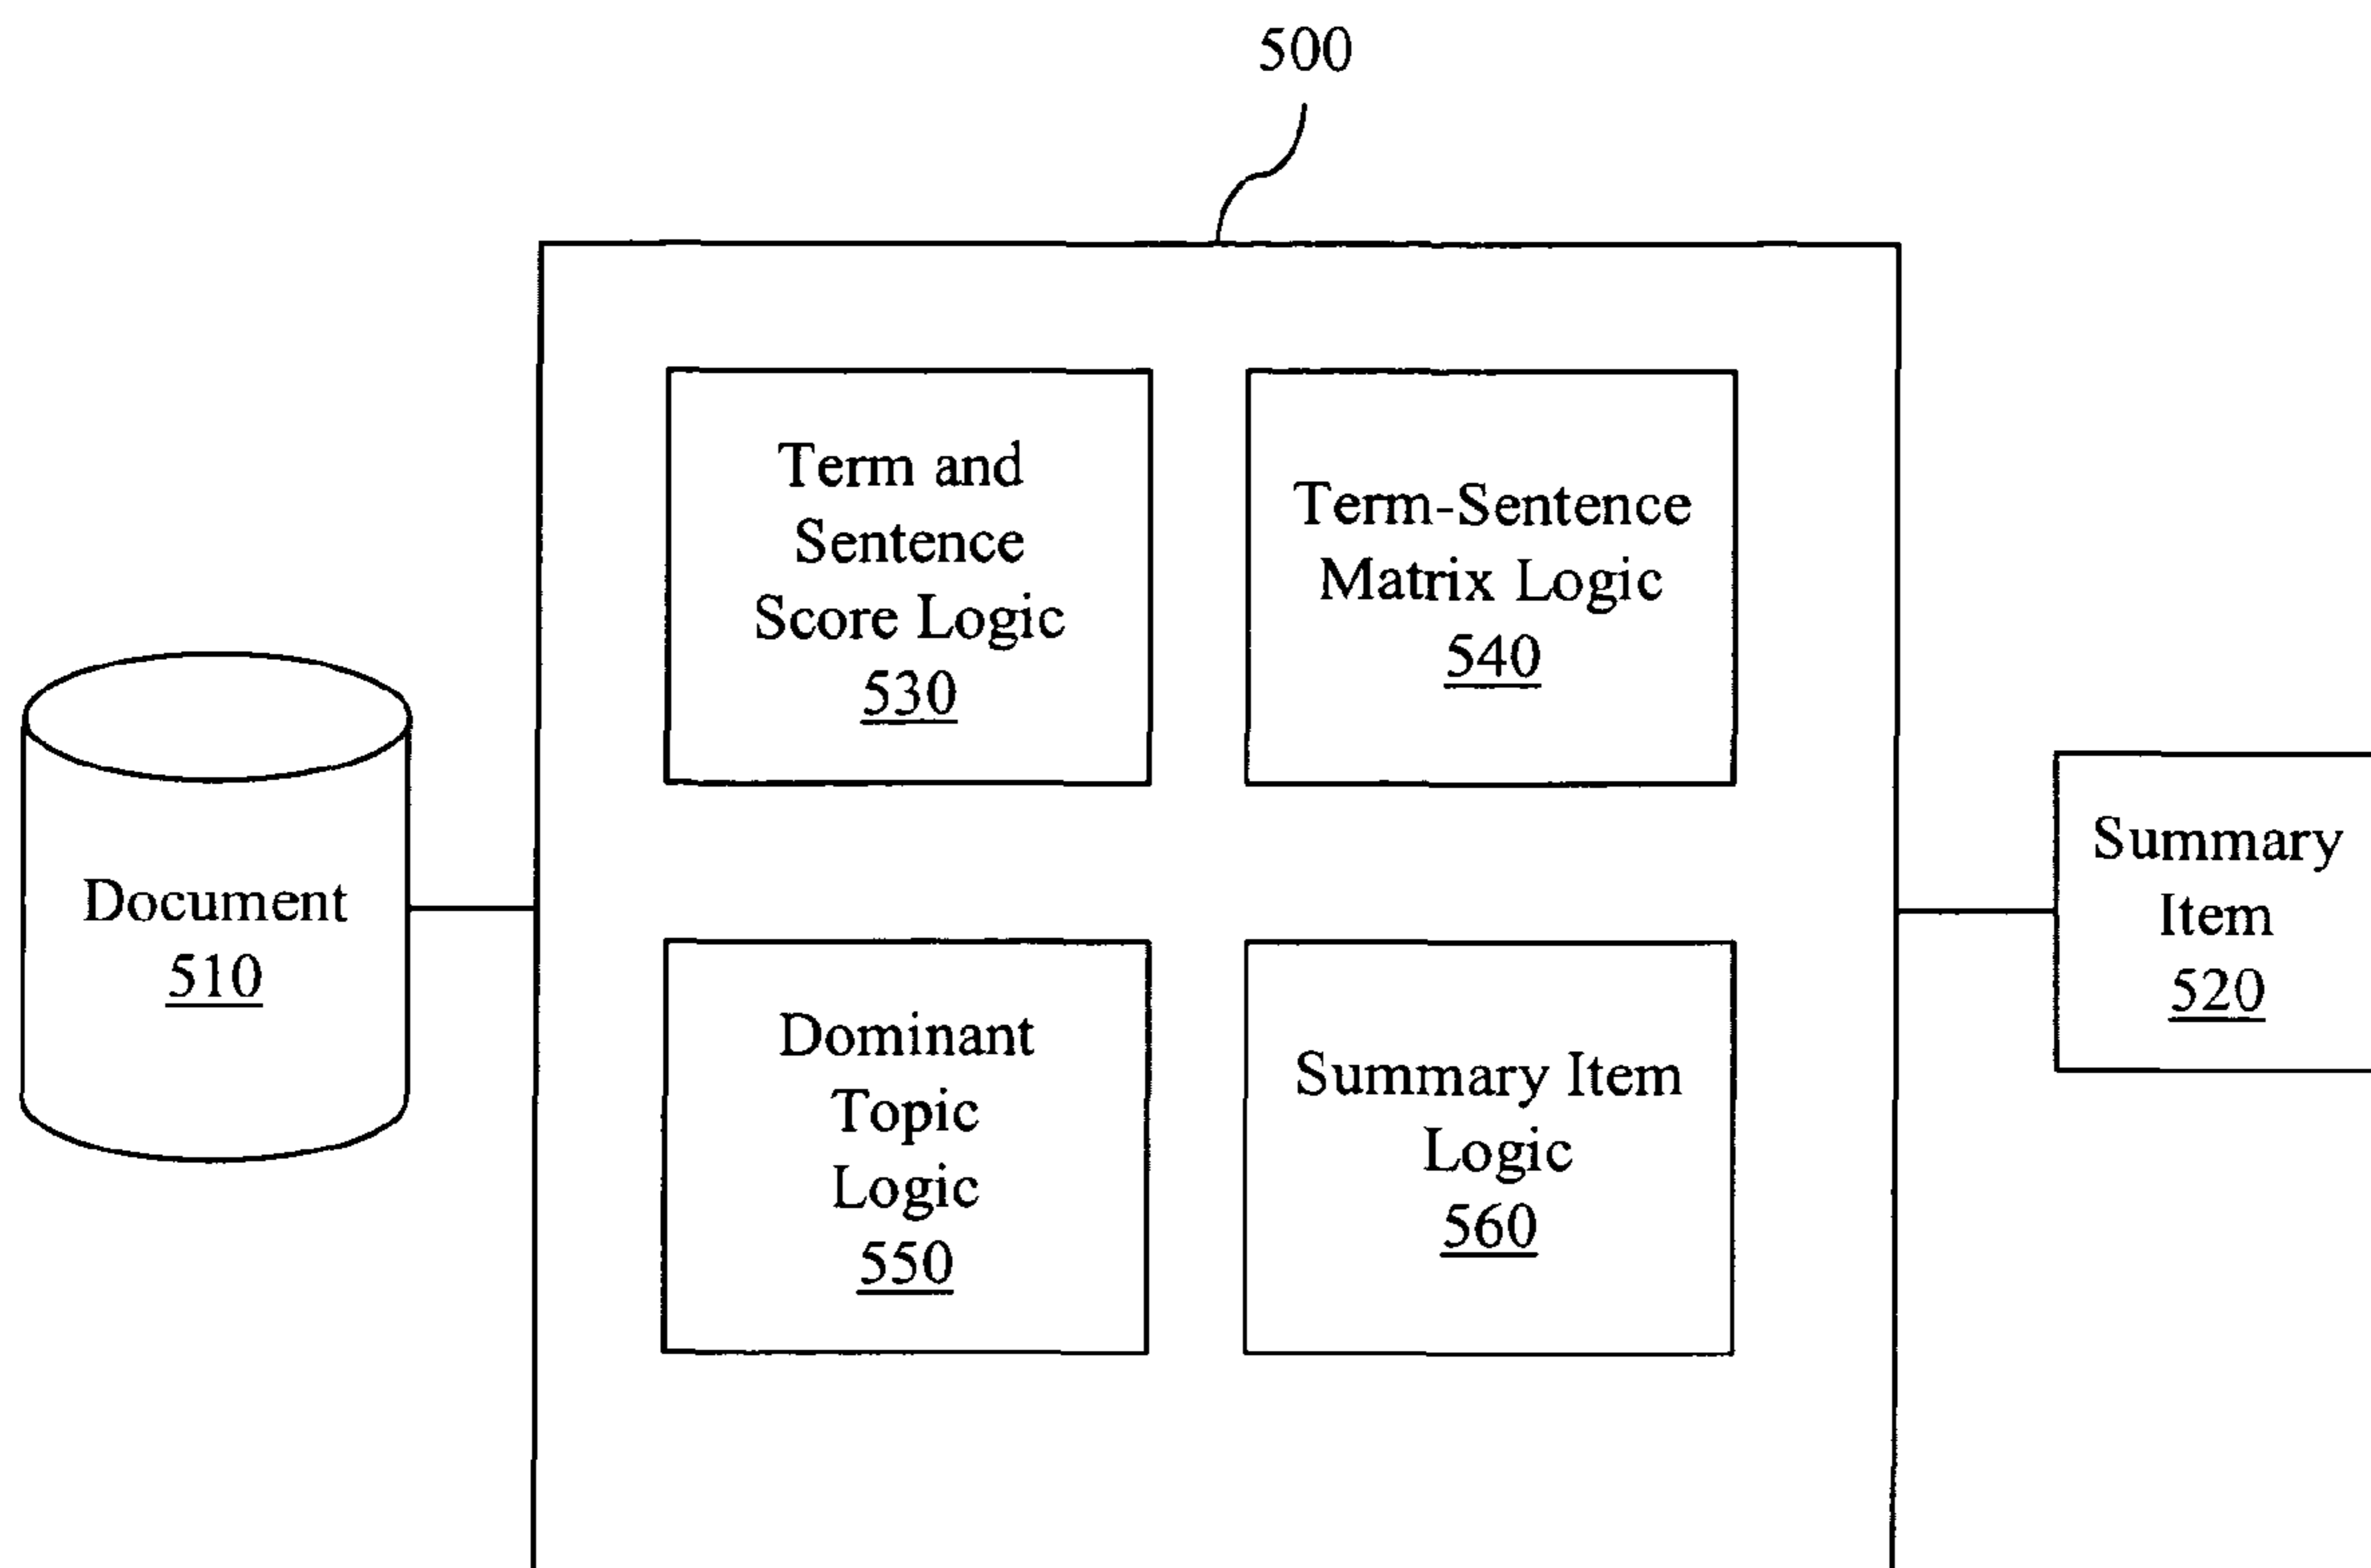 500
Term and
Sentence
Score Logic
530
Term-Sentence
Matrix Logic
540
Document
510
Dominant
Topic
Logic
550
Summary Item
Logic
560
Summary
Item
520